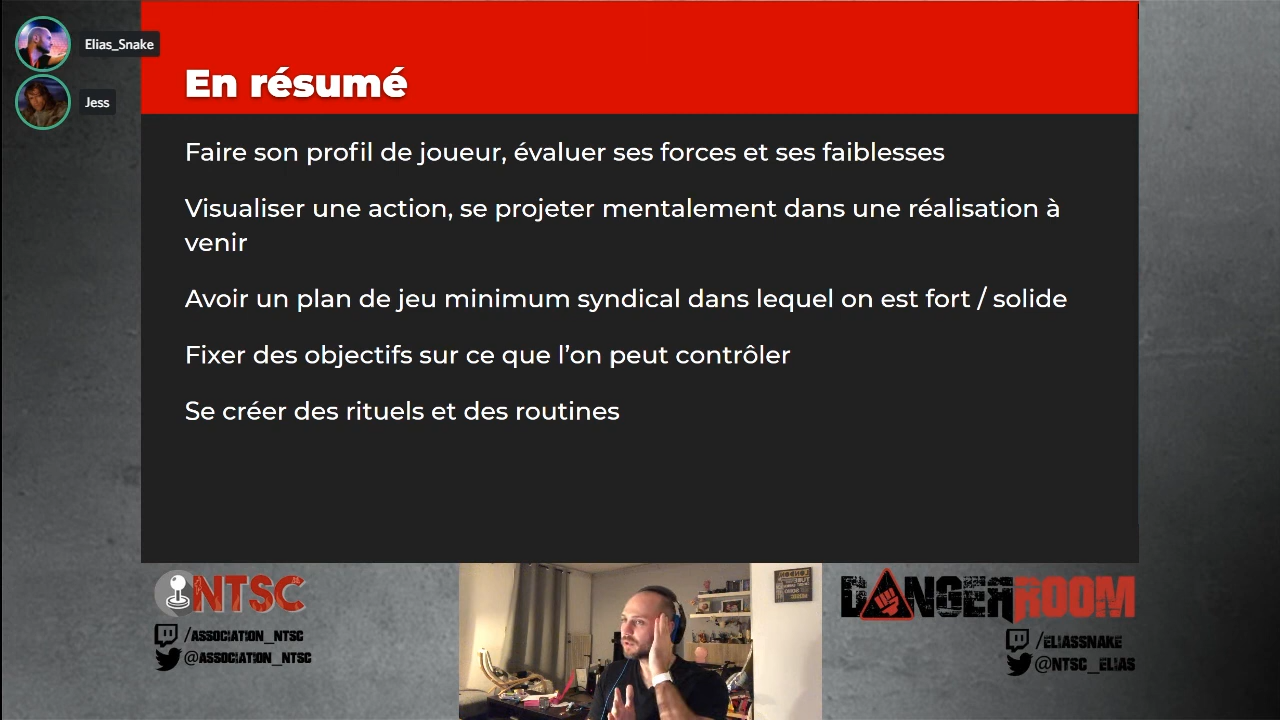 Elias_Snake
Jess
En résumé
Faire son profil de joueur, évaluer ses forces et ses faiblesses
Visualiser une action, se projeter mentalement dans une réalisation à
venir
Avoir un plan de jeu minimum syndical dans lequel on est fort / solide
Fixer des objectifs sur ce que l’on peut contrôler
Se créer des rituels et des routines
NTSC
/ASSOCIATION_NTSC
@ASSOCIATION_NTSC
DANGERROOM
/ELIASSNAKE
@NTSC_ELIAS